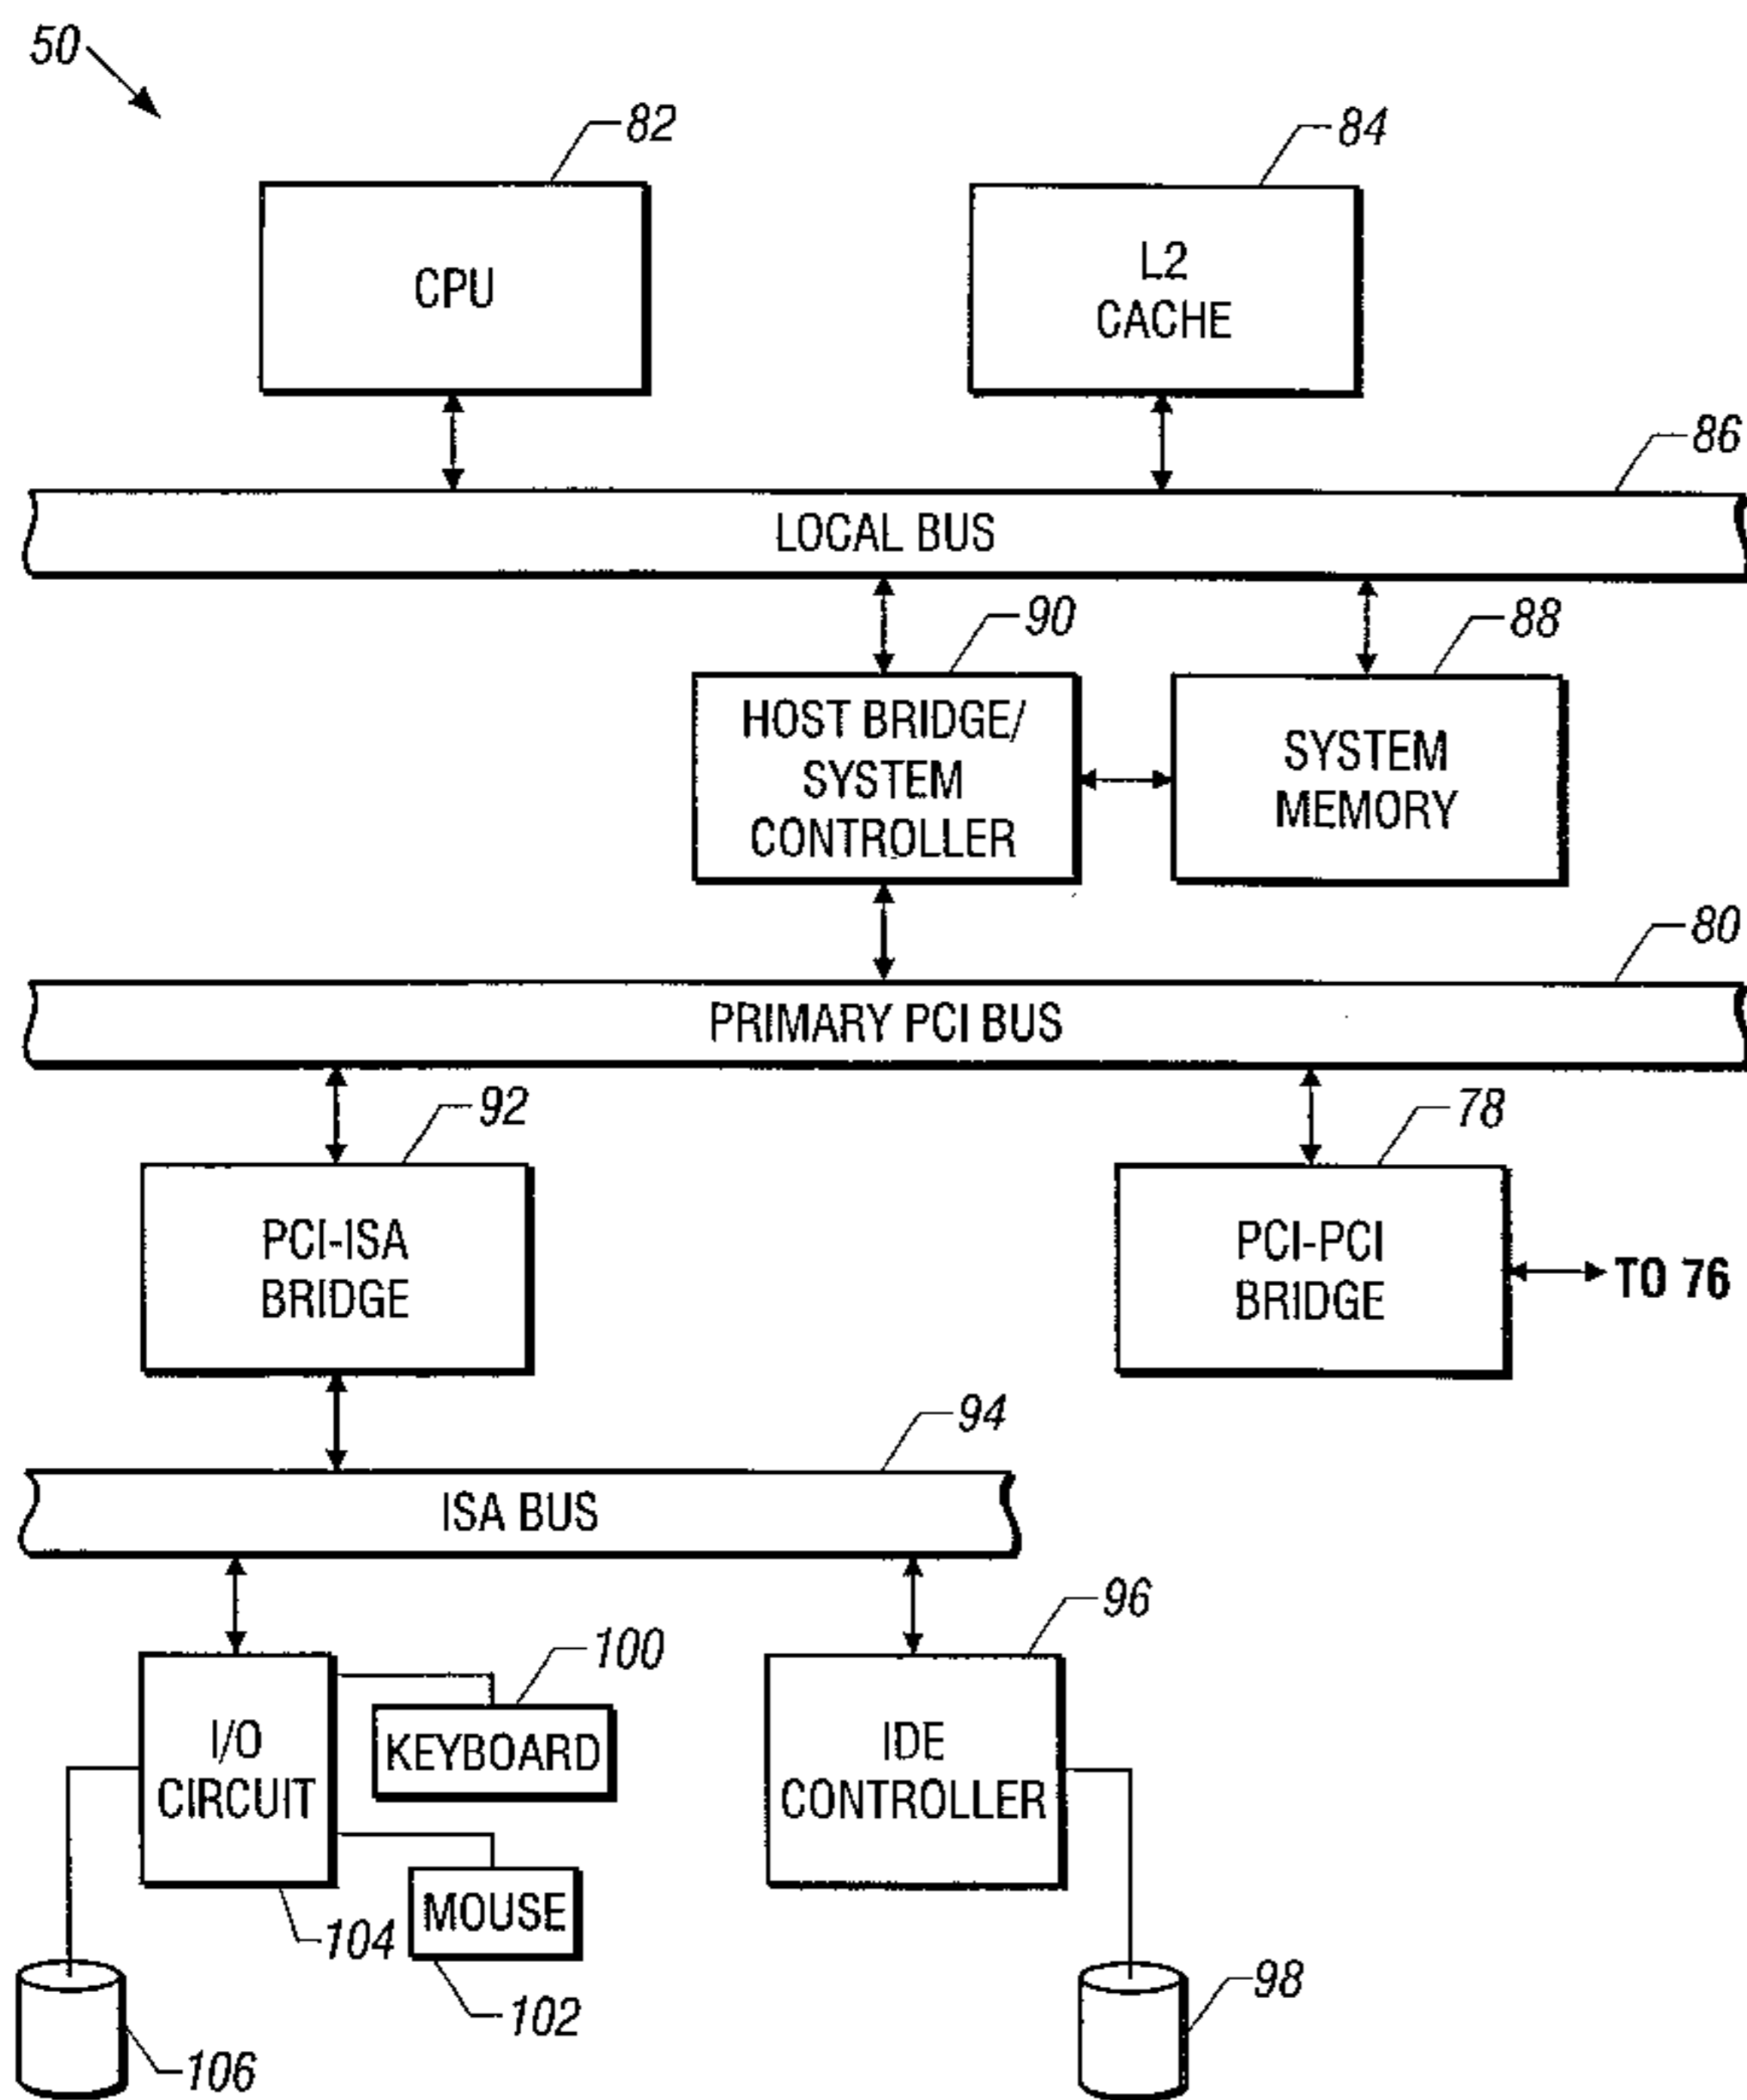 50
82
84
CPU
L2
CACHE
86
LOCAL BUS
90
88
HOST BRIDGE/
SYSTEM
CONTROLLER
SYSTEM
MEMORY
80
PRIMARY PCI BUS
92
78
PCI-ISA
BRIDGE
PCI-PCI
BRIDGE
TO 76
94
ISA BUS
96
100
I/O
CIRCUIT
KEYBOARD
IDE
CONTROLLER
MOUSE
104
102
98
106